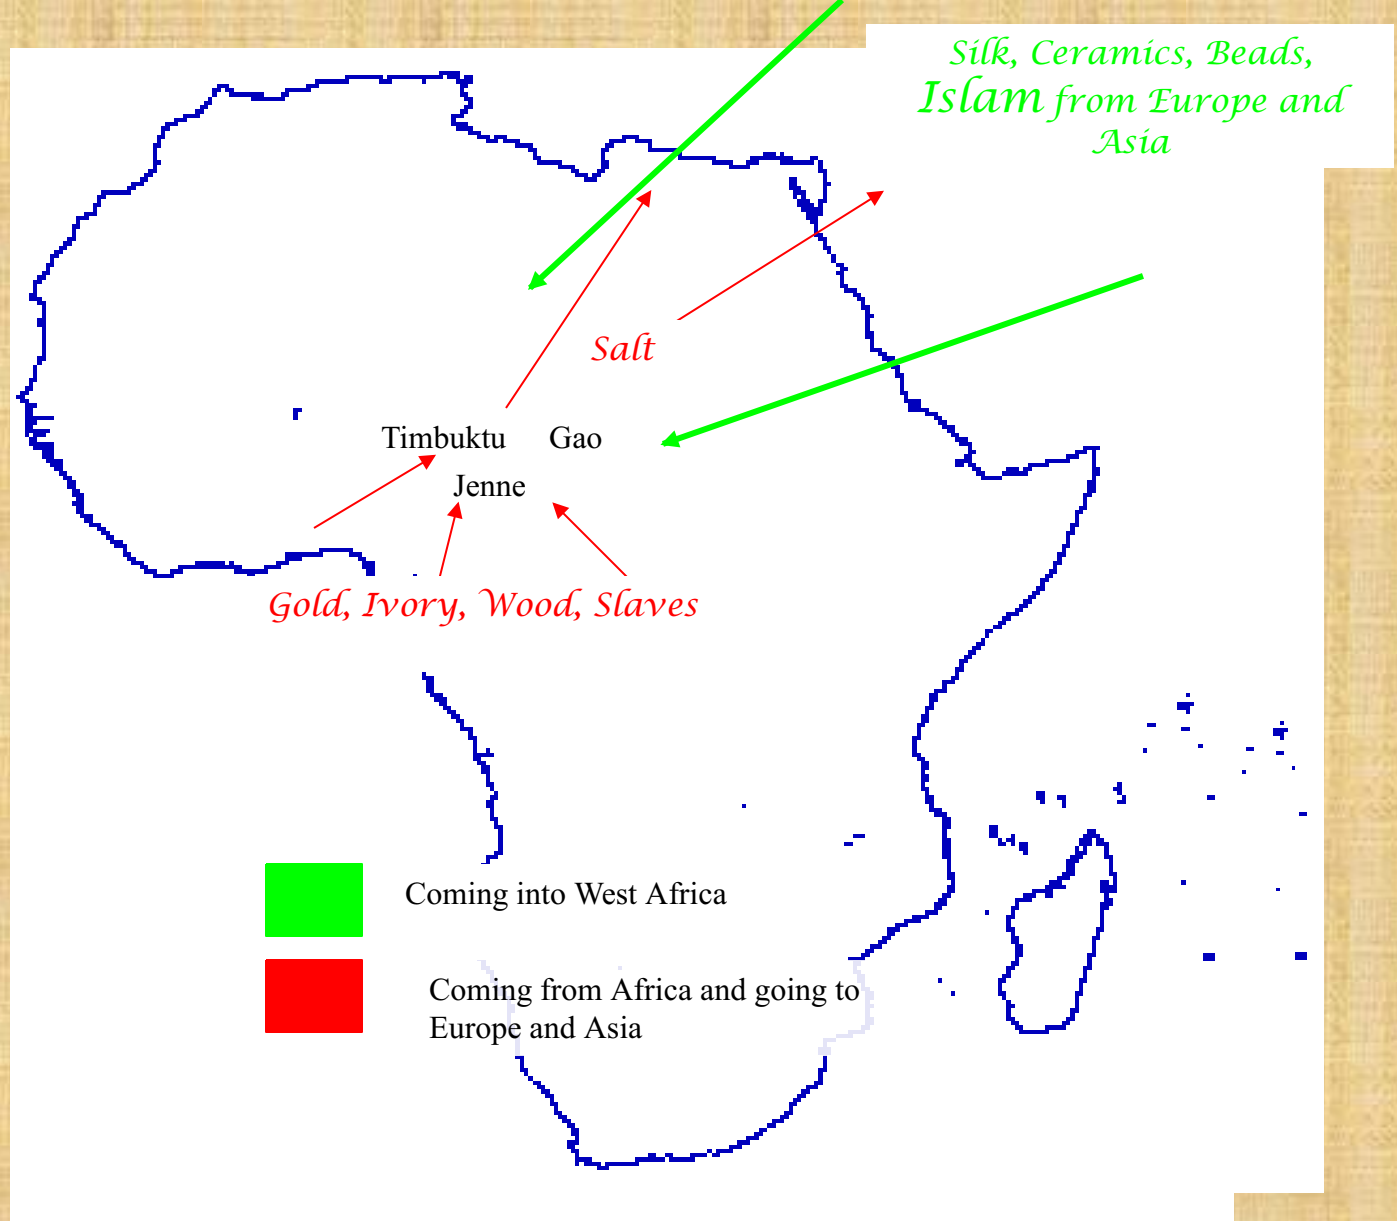 Silk, Ceramics, Beads,
Islam from Europe and
Asia
Salt
Timbuktu Gao
Jenne
Gold, Ivory, Wood, Slaves
Coming into West Africa
Coming from Africa and going to
Europe and Asia